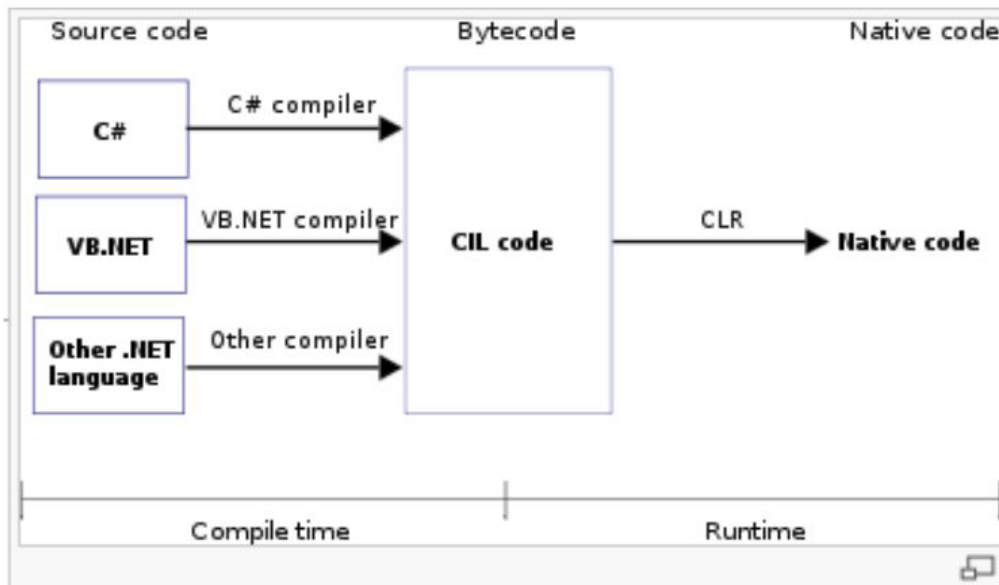 Source code
Bytecode
Native code
C#
C# compiler
VB.NET
VB.NET compiler
CIL code
CLR
Native code
Other .NET
language
Other compiler
Compile time
Runtime